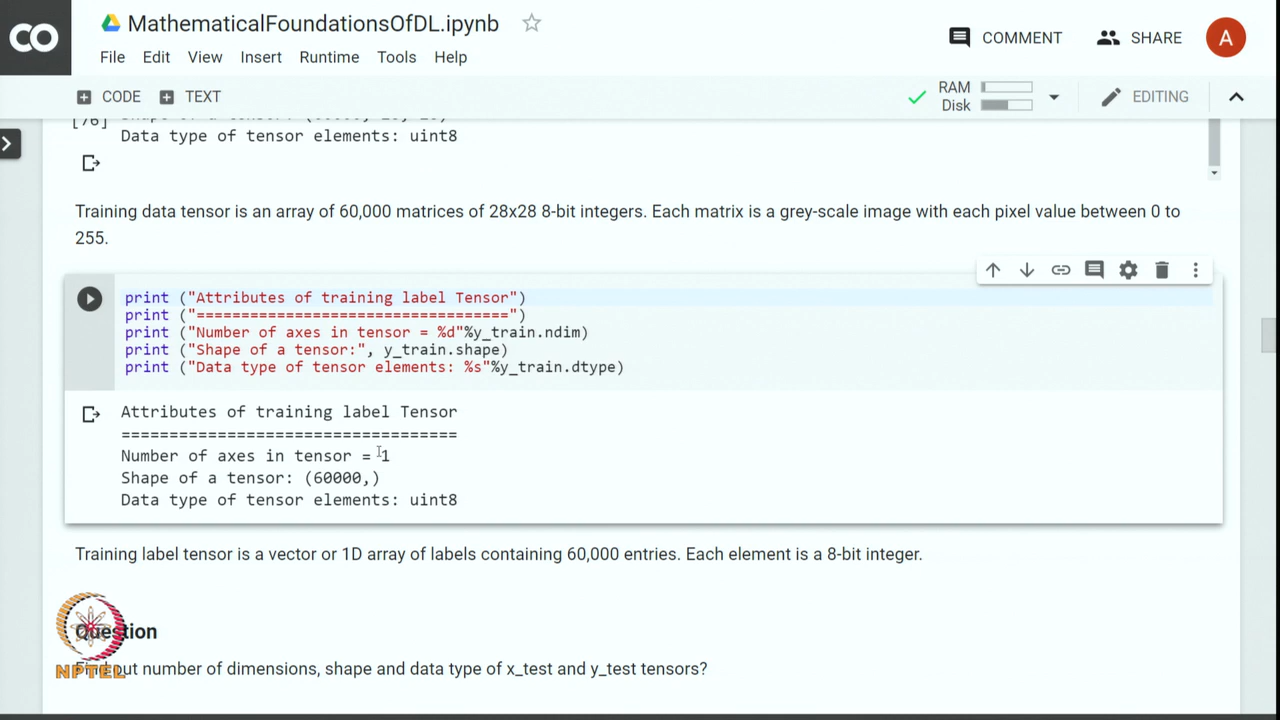 CO
MathematicalFoundationsOfDL.ipynb
COMMENT
SHARE
A
File Edit View Insert Runtime Tools Help
CODE
TEXT
RAM
Disk
EDITING
[76]
Data type of tensor elements: uint8
Training data tensor is an array of 60,000 matrices of 28x28 8-bit integers. Each matrix is a grey-scale image with each pixel value between 0 to
255.
print ("Attributes of training label Tensor")
print ("===================================")
print ("Number of axes in tensor = %d"%y_train.ndim)
print ("Shape of a tensor:", y_train.shape)
print ("Data type of tensor elements: %s"%y_train.dtype)
Attributes of training label Tensor
===================================
Number of axes in tensor = 1
Shape of a tensor: (60000,)
Data type of tensor elements: uint8
Training label tensor is a vector or 1D array of labels containing 60,000 entries. Each element is a 8-bit integer.
Question
Find out number of dimensions, shape and data type of x_test and y_test tensors?
NPTEL